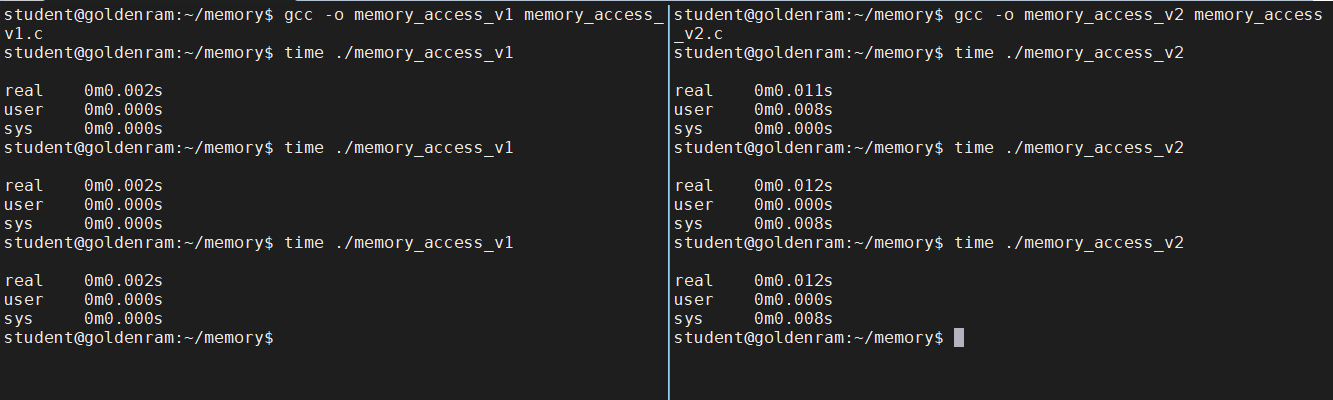 student@goldenram:~/memory$ gcc -o memory_access_v1 memory_access_
v1.c
student@goldenram:~/memory$ time ./memory_access_v1
real    0m0.002s
user    0m0.000s
sys     0m0.000s
student@goldenram:~/memory$ time ./memory_access_v1
real    0m0.002s
user    0m0.000s
sys     0m0.000s
student@goldenram:~/memory$ time ./memory_access_v1
real    0m0.002s
user    0m0.000s
sys     0m0.000s
student@goldenram:~/memory$
student@goldenram:~/memory$ gcc -o memory_access_v2 memory_access
_v2.c
student@goldenram:~/memory$ time ./memory_access_v2
real    0m0.011s
user    0m0.008s
sys     0m0.000s
student@goldenram:~/memory$ time ./memory_access_v2
real    0m0.012s
user    0m0.000s
sys     0m0.008s
student@goldenram:~/memory$ time ./memory_access_v2
real    0m0.012s
user    0m0.000s
sys     0m0.008s
student@goldenram:~/memory$